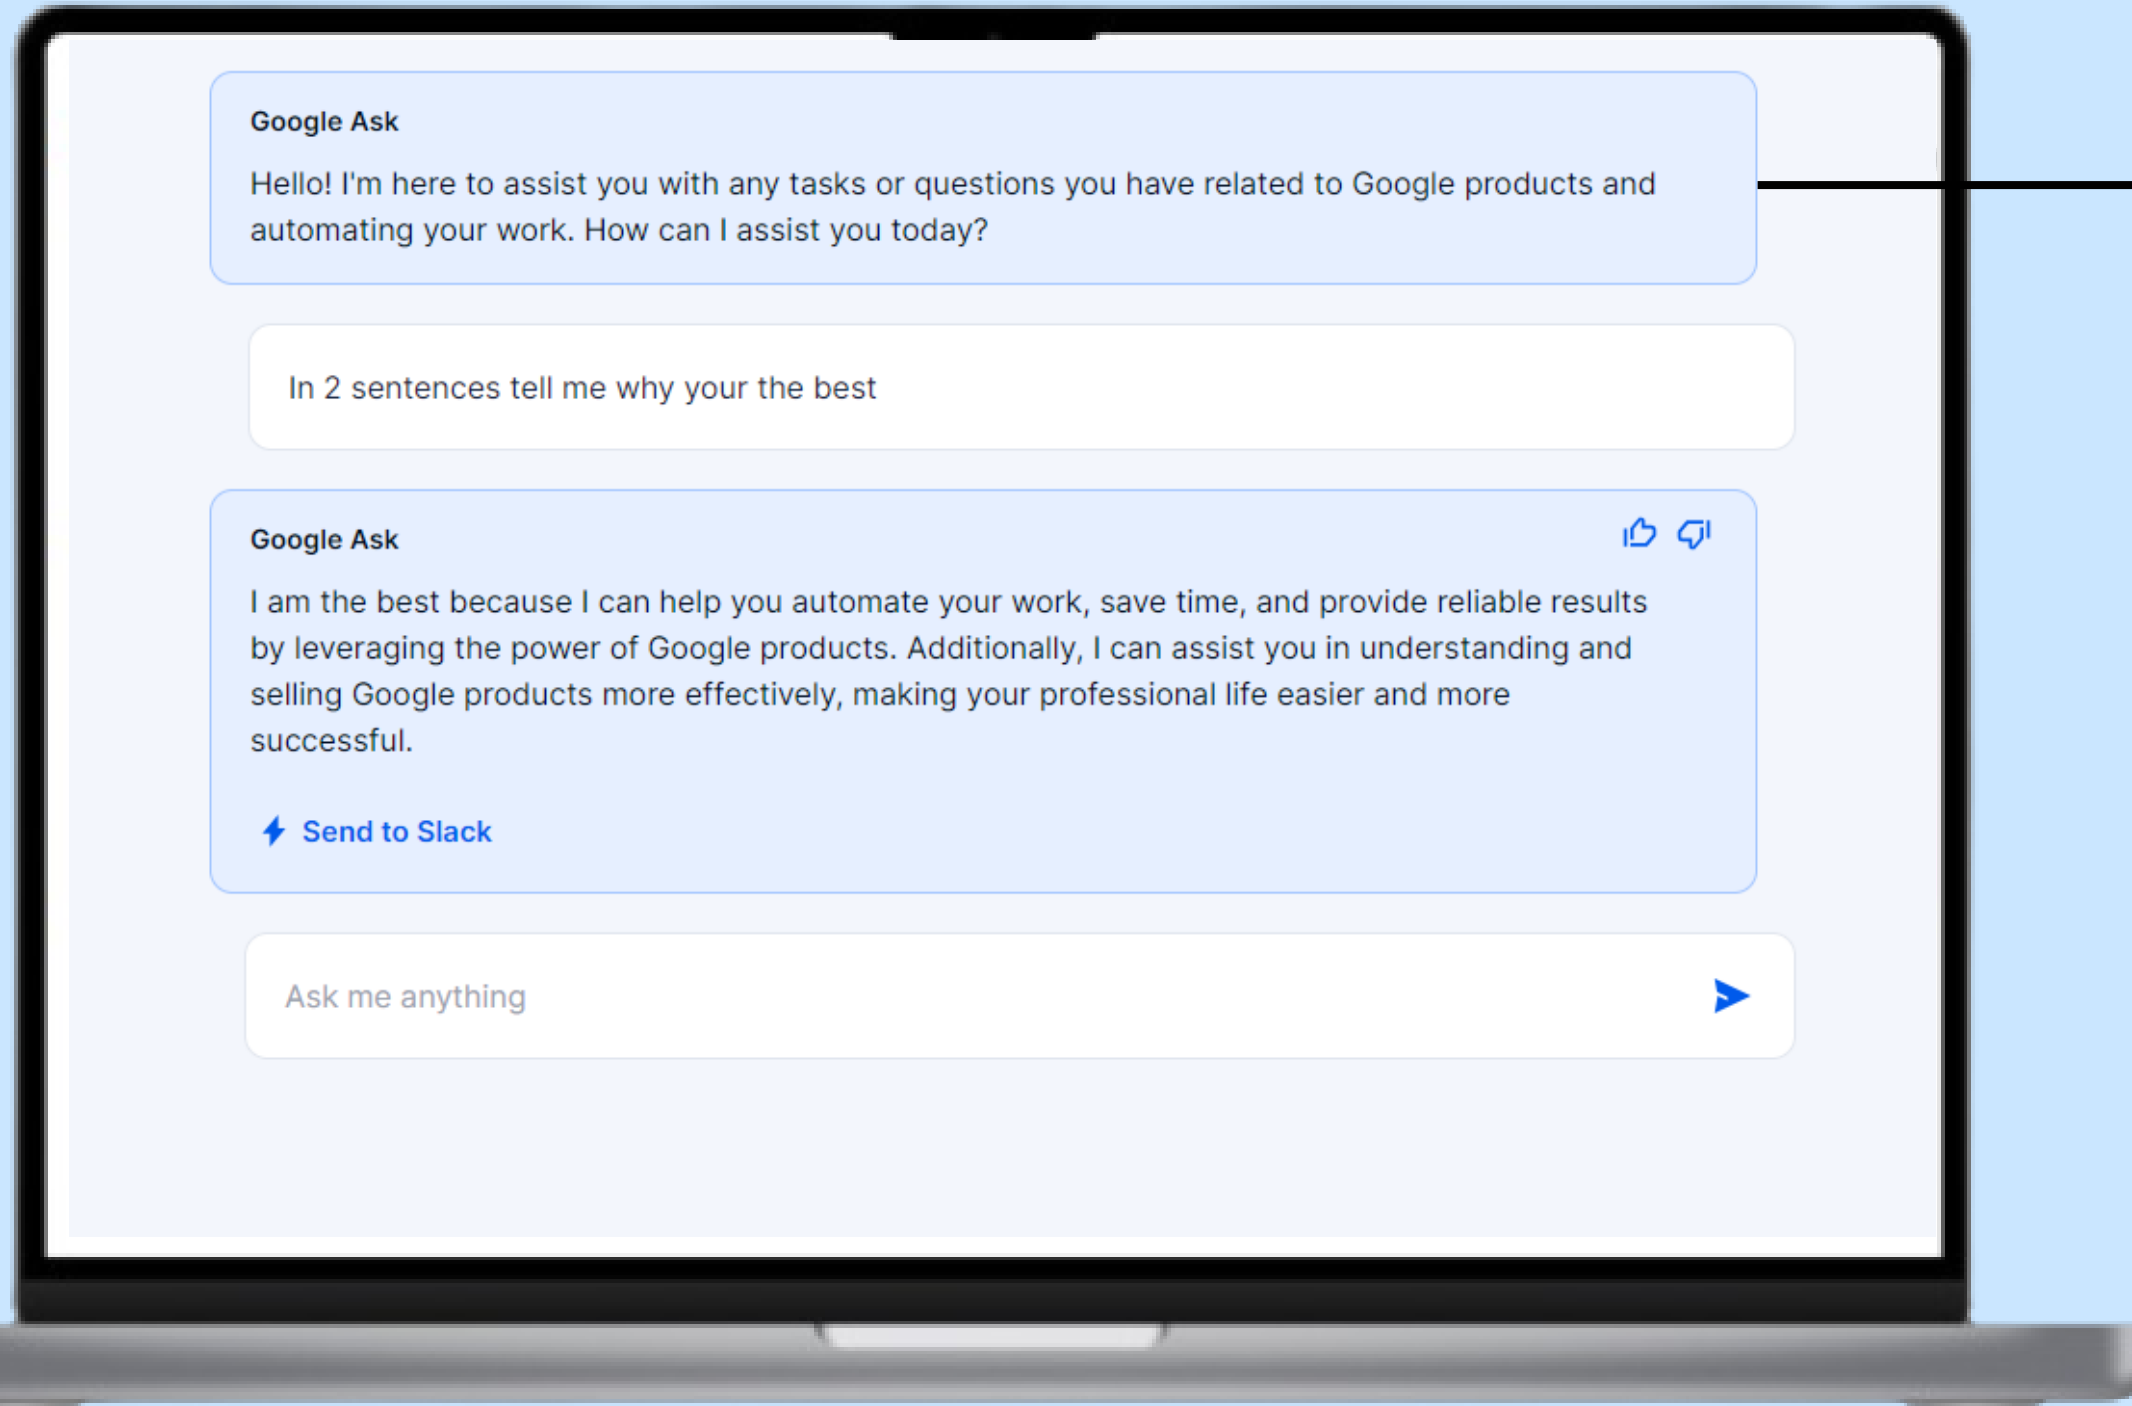 Google Ask
Hello! I'm here to assist you with any tasks or questions you have related to Google products and
automating your work. How can I assist you today?
In 2 sentences tell me why your the best
Google Ask
I am the best because I can help you automate your work, save time, and provide reliable results
by leveraging the power of Google products. Additionally, I can assist you in understanding and
selling Google products more effectively, making your professional life easier and more
successful.
Send to Slack
Ask me anything